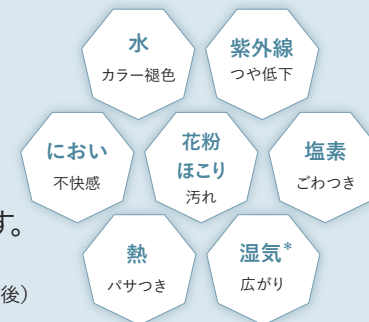 水
カラー褪色
紫外線
つや低下
におい
不快感
花粉
ほこり
汚れ
塩素
ごわつき
す。
熱
パサつき
湿気*
広がり
後）